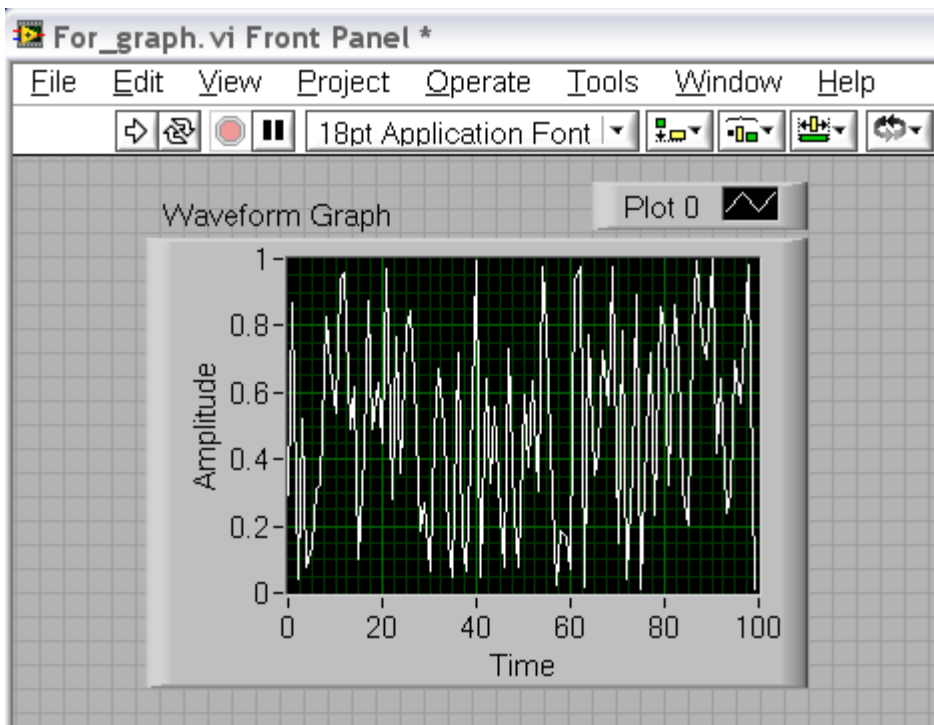 For_graph.vi Front Panel *
File Edit View Project Operate Tools Window Help
18pt Application Font
Waveform Graph
Plot 0
1
0.8
0.6
0.4
0.2
0
Amplitude
0 20 40 60 80 100
Time